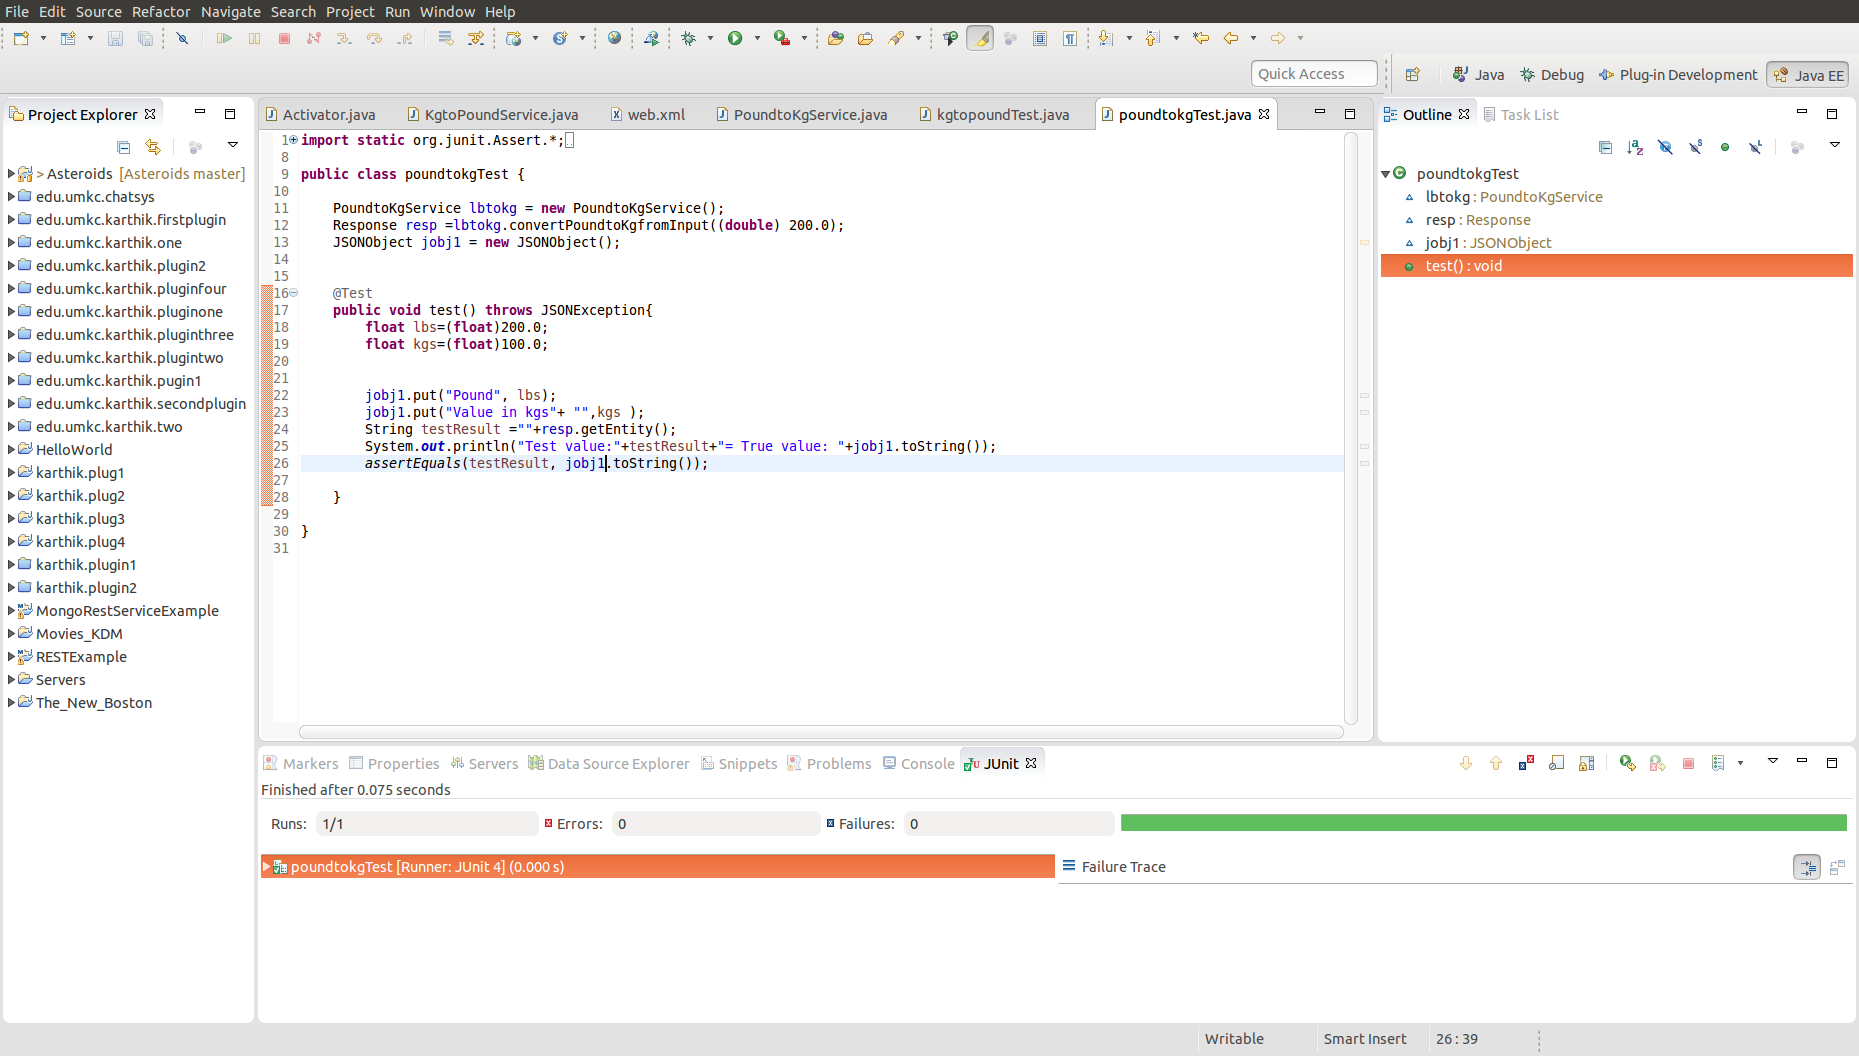 File Edit Source Refactor Navigate Search Project Run Window Help
Quick Access
Java Debug Plug-in Development Java EE
Project Explorer
> Asteroids [Asteroids master]
edu.umkc.chatsys
edu.umkc.karthik.firstplugin
edu.umkc.karthik.one
edu.umkc.karthik.plugin2
edu.umkc.karthik.pluginfour
edu.umkc.karthik.pluginone
edu.umkc.karthik.pluginthree
edu.umkc.karthik.plugintwo
edu.umkc.karthik.pugin1
edu.umkc.karthik.secondplugin
edu.umkc.karthik.two
HelloWorld
karthik.plug1
karthik.plug2
karthik.plug3
karthik.plug4
karthik.plugin1
karthik.plugin2
MongoRestServiceExample
Movies_KDM
RESTExample
Servers
The_New_Boston
Activator.java KgtoPoundService.java web.xml PoundtoKgService.java kgtopoundTest.java poundtokgTest.java
1 import static org.junit.Assert.*;
8
9 public class poundtokgTest {
10
11 PoundtoKgService lbtokg = new PoundtoKgService();
12 Response resp =lbtokg.convertPoundtoKgfromInput((double) 200.0);
13 JSONObject jobj1 = new JSONObject();
14
15
16 @Test
17 public void test() throws JSONException{
18 float lbs=(float)200.0;
19 float kgs=(float)100.0;
20
21
22 jobj1.put("Pound", lbs);
23 jobj1.put("Value in kgs"+ "",kgs );
24 String testResult =""+resp.getEntity();
25 System.out.println("Test value:"+testResult+"= True value: "+jobj1.toString());
26 assertEquals(testResult, jobj1.toString());
27
28 }
29
30 }
31
Outline Task List
poundtokgTest
lbtokg : PoundtoKgService
resp : Response
jobj1 : JSONObject
test() : void
Markers Properties Servers Data Source Explorer Snippets Problems Console JUnit
Finished after 0.075 seconds
Runs: 1/1 Errors: 0 Failures: 0
poundtokgTest [Runner: JUnit 4] (0.000 s)
Failure Trace
Writable Smart Insert 26 : 39